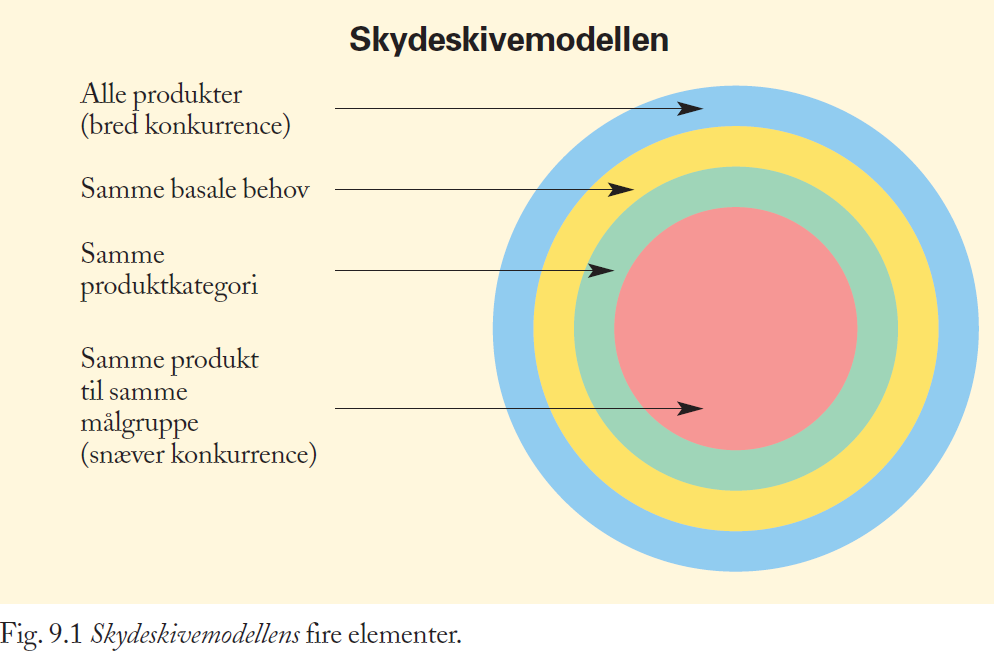 Skydeskivemodellen
Alle produkter
(bred konkurrence)
Samme basale behov
Samme
produktkategori
Samme produkt
til samme
målgruppe
(snæver konkurrence)
Fig. 9.1 Skydeskivemodellens fire elementer.